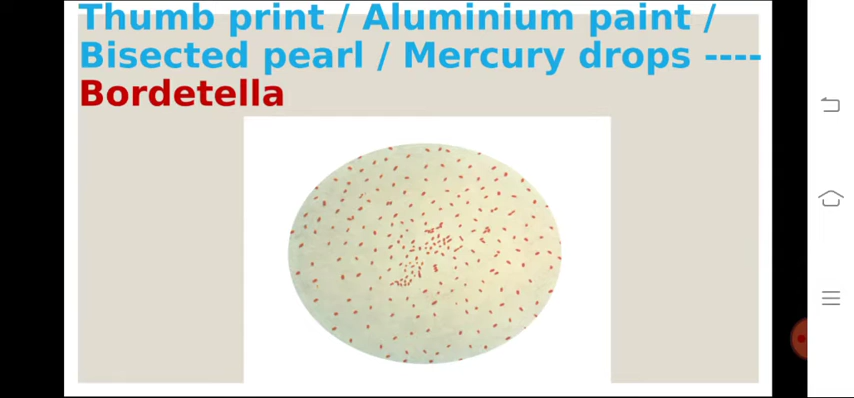 Thumb print / Aluminium paint /
Bisected pearl / Mercury drops ----
Bordetella